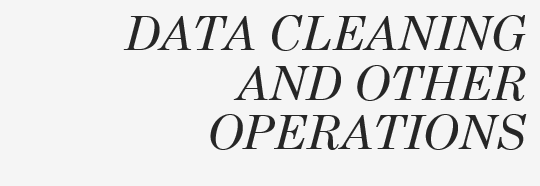 DATA CLEANING
AND OTHER
OPERATIONS